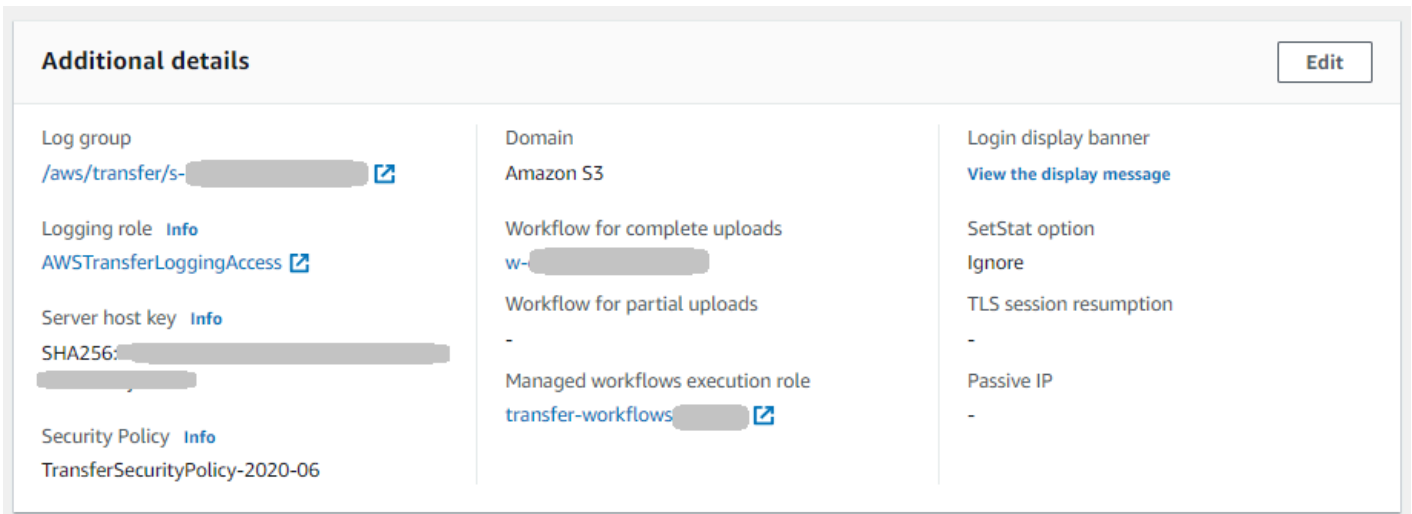 Additional details
Edit
Log group
/aws/transfer/s-
Logging role Info
AWSTransferLoggingAccess
Server host key Info
SHA256:
Security Policy Info
TransferSecurityPolicy-2020-06
Domain
Amazon S3
Workflow for complete uploads
w-
Workflow for partial uploads
-
Managed workflows execution role
transfer-workflows
Login display banner
View the display message
SetStat option
Ignore
TLS session resumption
-
Passive IP
-